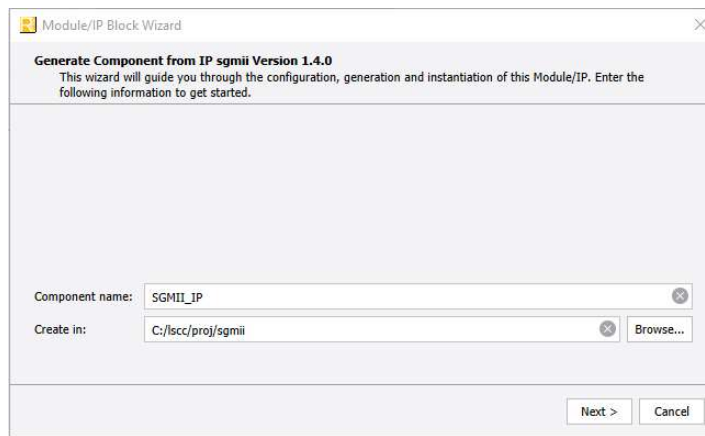 Module/IP Block Wizard
Generate Component from IP sgmii Version 1.4.0
This wizard will guide you through the configuration, generation and instantiation of this Module/IP. Enter the
following information to get started.
Component name: SGMII_IP
Create in: C:/lscc/proj/sgmii Browse...
Next > Cancel